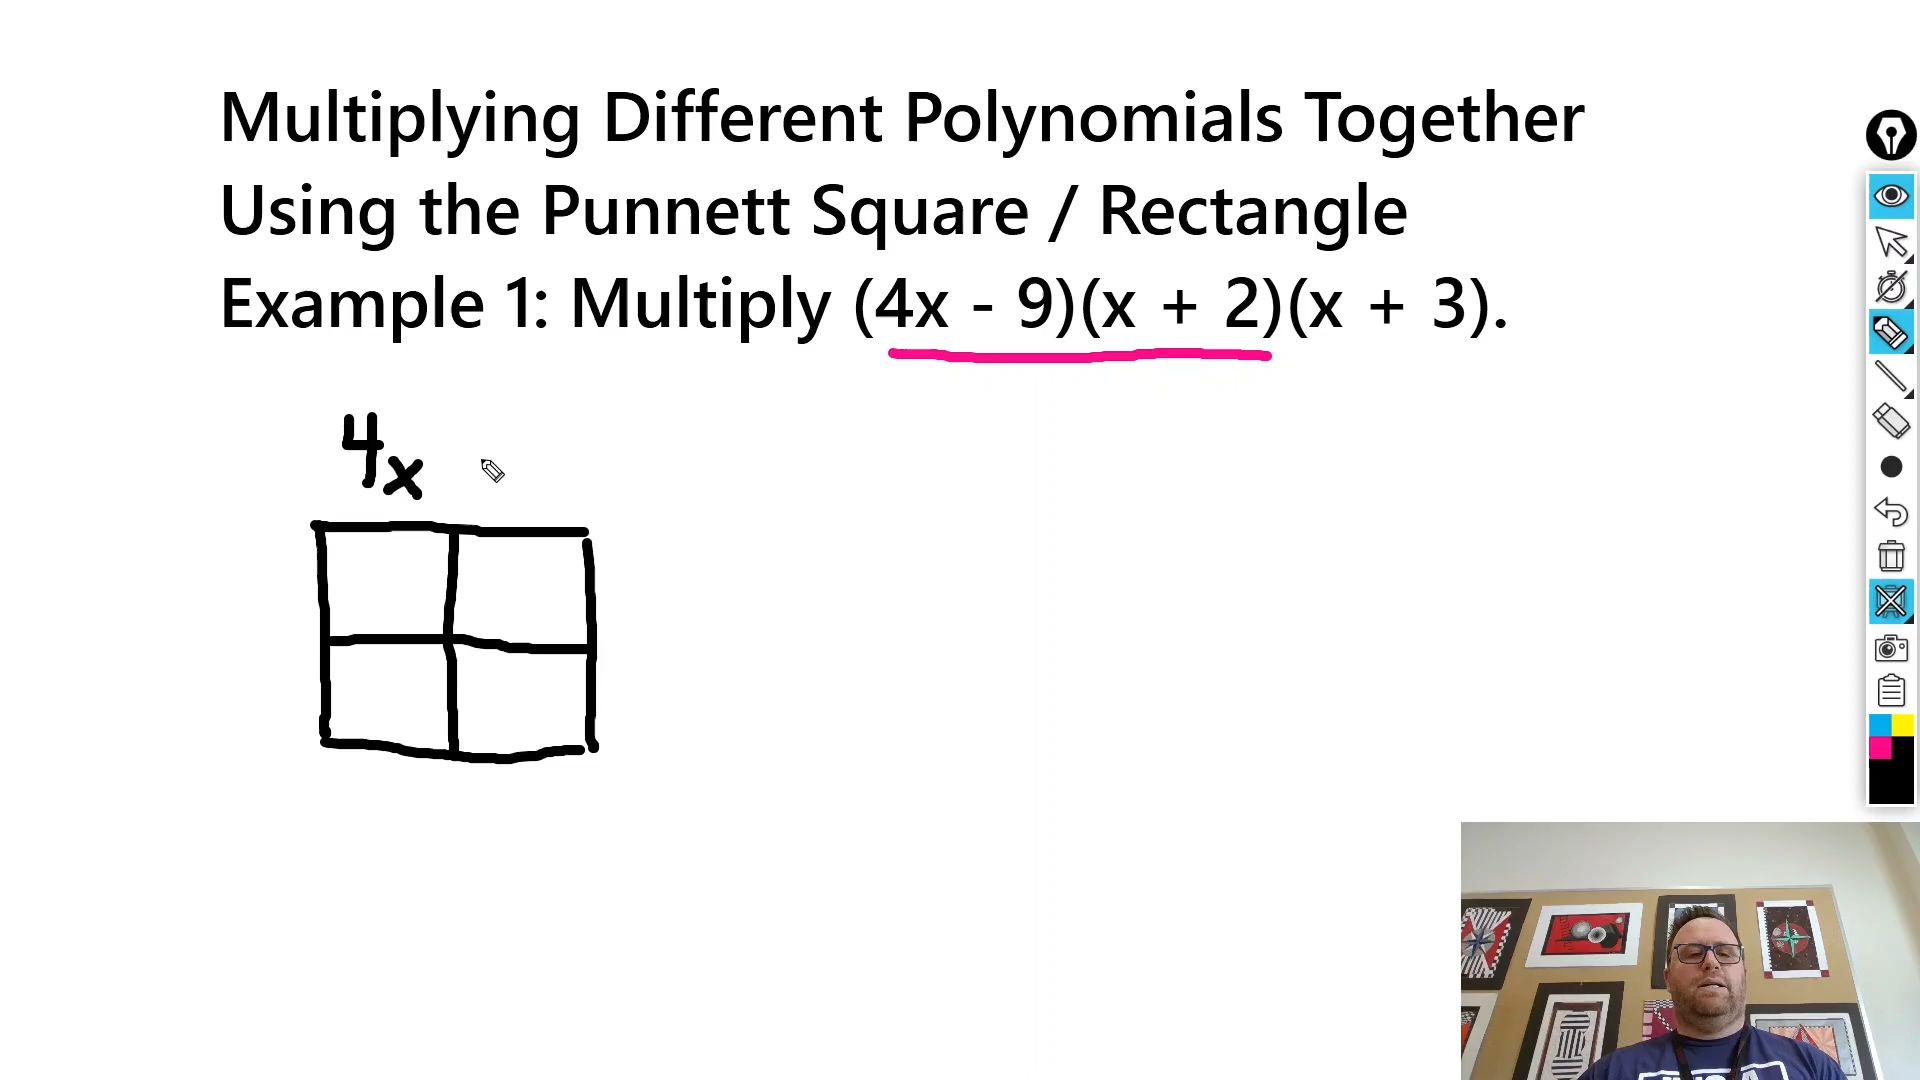 Multiplying Different Polynomials Together
Using the Punnett Square / Rectangle
Example 1: Multiply (4x - 9)(x + 2)(x + 3).
4x